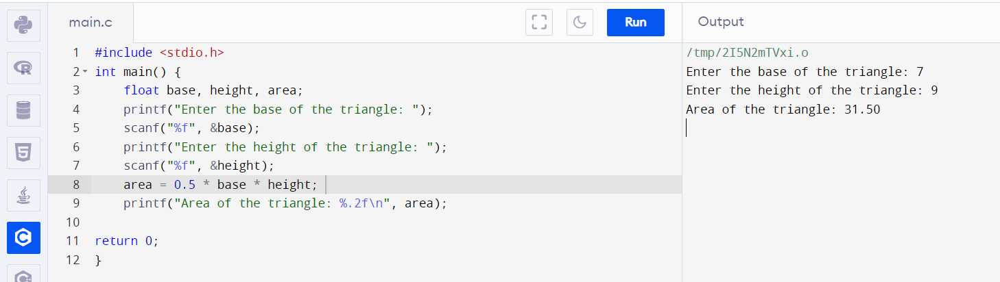 main.c
Run
Output
1 #include <stdio.h>
2 int main() {
3     float base, height, area;
4     printf("Enter the base of the triangle: ");
5     scanf("%f", &base);
6     printf("Enter the height of the triangle: ");
7     scanf("%f", &height);
8     area = 0.5 * base * height;
9     printf("Area of the triangle: %.2f\n", area);
10
11 return 0;
12 }
/tmp/2I5N2mTVxi.o
Enter the base of the triangle: 7
Enter the height of the triangle: 9
Area of the triangle: 31.50